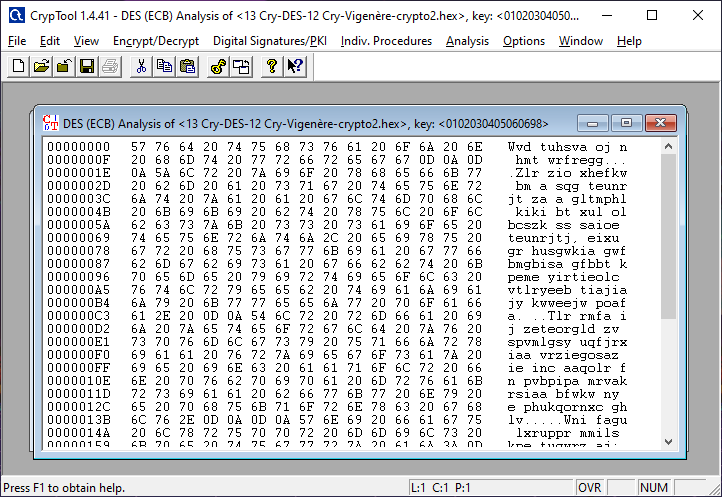 CrypTool 1.4.41 - DES (ECB) Analysis of <13 Cry-DES-12 Cry-Vigenère-crypto2.hex>, key: <01020304050...
File Edit View Encrypt/Decrypt Digital Signatures/PKI Indiv. Procedures Analysis Options Window Help
DES (ECB) Analysis of <13 Cry-DES-12 Cry-Vigenère-crypto2.hex>, key: <0102030405060698>
00000000 57 76 64 20 74 75 68 73 76 61 20 6F 6A 20 6E Wvd tuhsva oj n
0000000F 20 68 6D 74 20 77 72 66 72 65 67 67 0D 0A 0D hmt wrfregg...
0000001E 0A 5A 6C 72 20 7A 69 6F 20 78 68 65 66 6B 77 .Zlr zio xhefkw
0000002D 20 62 6D 20 61 20 73 71 67 20 74 65 75 6E 72 bm a sqg teunr
0000003C 6A 74 20 7A 61 20 61 20 67 6C 74 6D 70 68 6C jt za a gltmphl
0000004B 20 6B 69 6B 69 20 62 74 20 78 75 6C 20 6F 6C kiki bt xul ol
0000005A 62 63 73 7A 6B 20 73 73 20 73 61 69 6F 65 20 bcszk ss saioe
00000069 74 65 75 6E 72 6A 74 6A 2C 20 65 69 78 75 20 teunrjtj, eixu
00000078 67 72 20 68 75 73 67 77 6B 69 61 20 67 77 66 gr husgwkia gwf
00000087 62 6D 67 62 69 73 61 20 67 66 62 62 74 20 6B bmgbisa gfbbt k
00000096 70 65 6D 65 20 79 69 72 74 69 65 6F 6C 63 20 peme yirtieolc
000000A5 76 74 6C 72 79 65 65 62 20 74 69 61 6A 69 61 vtlryeeb tiajia
000000B4 6A 79 20 6B 77 77 65 65 6A 77 20 70 6F 61 66 jy kwweejw poaf
000000C3 61 2E 20 0D 0A 54 6C 72 20 72 6D 66 61 20 69 a. ..Tlr rmfa i
000000D2 6A 20 7A 65 74 65 6F 72 67 6C 64 20 7A 76 20 j zeteorgld zv
000000E1 73 70 76 6D 6C 67 73 79 20 75 71 66 6A 72 78 spvmlgsy uqfjrx
000000F0 69 61 61 20 76 72 7A 69 65 67 6F 73 61 7A 20 iaa vrziegosaz
000000FF 69 65 20 69 6E 63 20 61 61 71 6F 6C 72 20 66 ie inc aaqolr f
0000010E 6E 20 70 76 62 70 69 70 61 20 6D 72 76 61 6B n pvbpipa mrvak
0000011D 72 73 69 61 61 20 62 66 77 6B 77 20 6E 79 20 rsiaa bfwkw ny
0000012C 65 20 70 68 75 6B 71 6F 72 6E 78 63 20 67 68 e phukqornxc gh
0000013B 6C 76 2E 0D 0A 0D 0A 57 6E 69 20 66 61 67 75 lv.....Wni fagu
0000014A 20 6C 78 72 75 70 70 72 20 6D 6D 69 6C 73 20 lxruppr mmils
00000159 6B 70 65 20 74 75 67 77 72 7A 20 61 6A 3A 0D kpe tugwrz aj:.
Press F1 to obtain help. L:1 C:1 P:1 OVR NUM